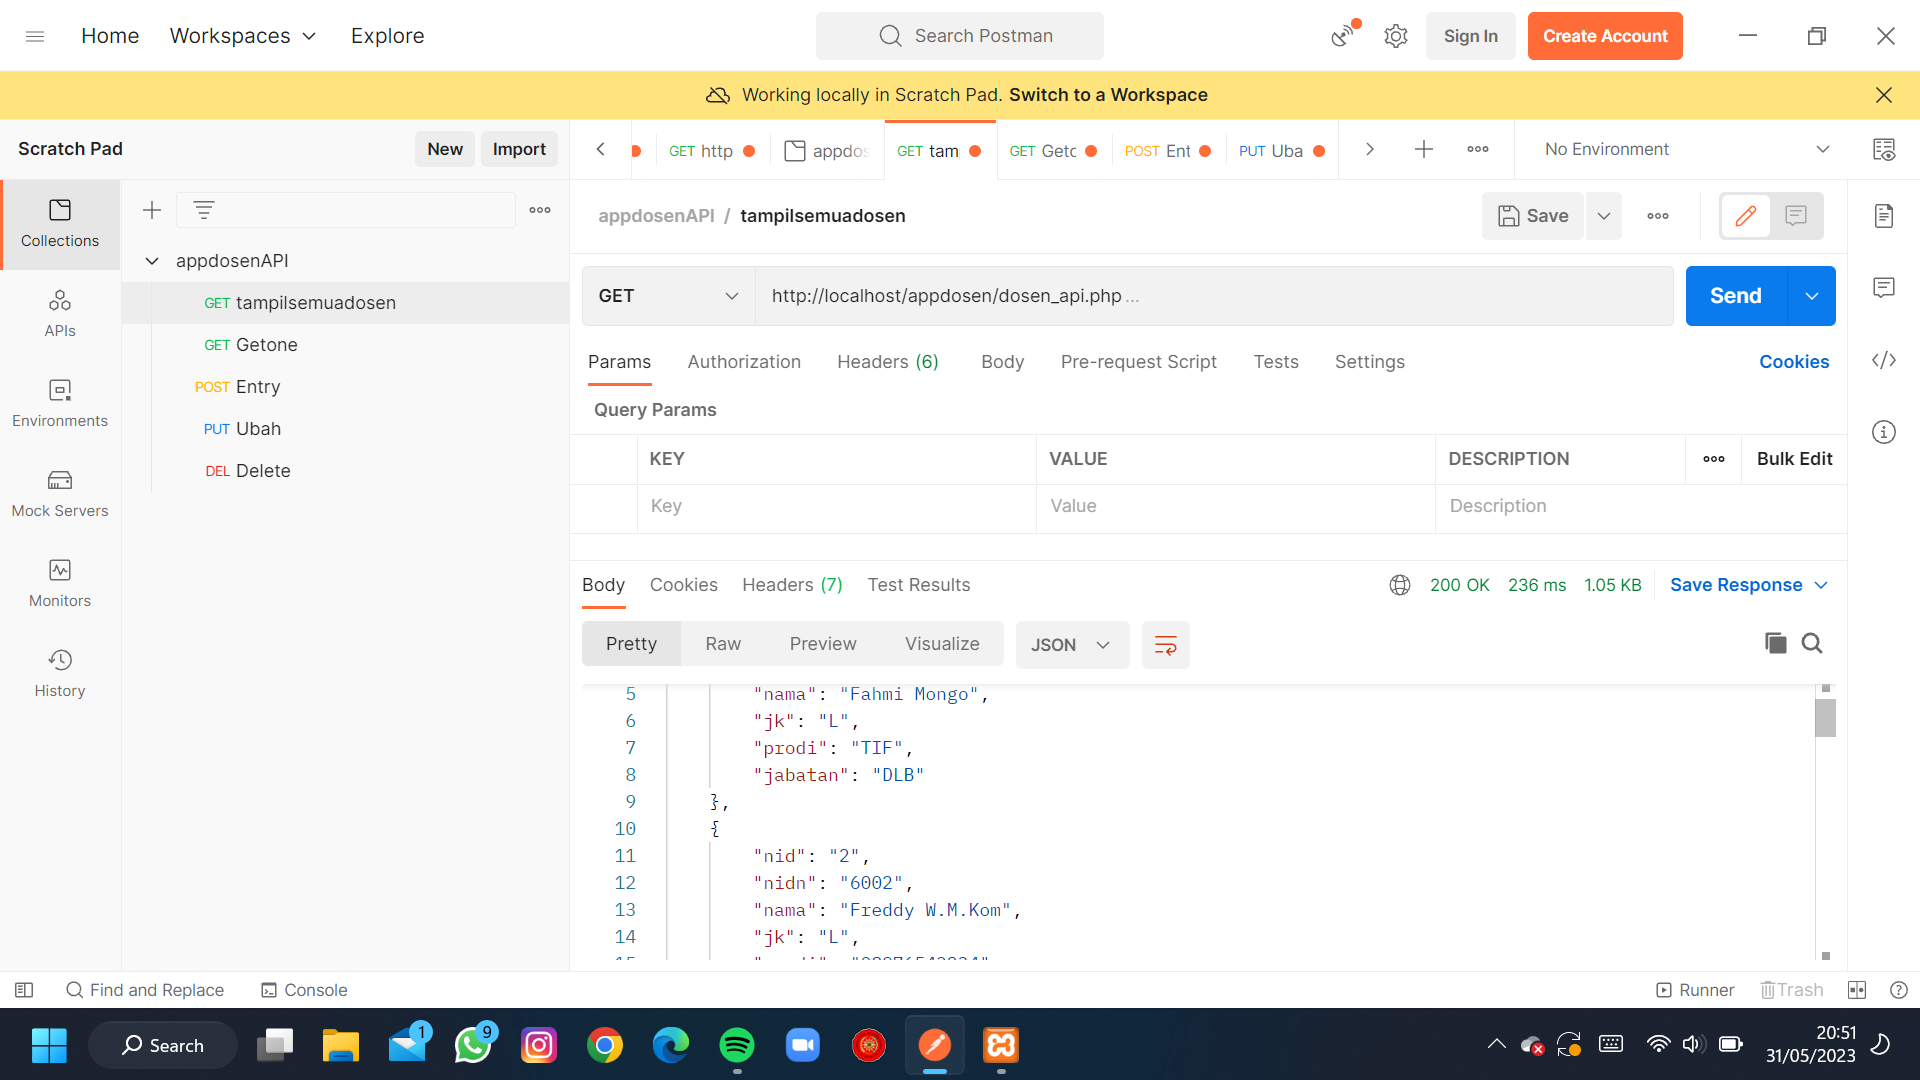 Home Workspaces Explore
Search Postman
Sign In Create Account
Working locally in Scratch Pad. Switch to a Workspace
Scratch Pad New Import
GET http appdos GET tam GET Getc POST Ent PUT Uba No Environment
Collections
APIs
Environments
Mock Servers
Monitors
History
appdosenAPI
GET tampilsemuadosen
GET Getone
POST Entry
PUT Ubah
DEL Delete
appdosenAPI / tampilsemuadosen
Save
GET http://localhost/appdosen/dosen_api.php ...
Send
Params Authorization Headers (6) Body Pre-request Script Tests Settings Cookies
Query Params
KEY VALUE DESCRIPTION Bulk Edit
Key Value Description
Body Cookies Headers (7) Test Results 200 OK 236 ms 1.05 KB Save Response
Pretty Raw Preview Visualize JSON
5 "nama": "Fahmi Mongo",
6 "jk": "L",
7 "prodi": "TIF",
8 "jabatan": "DLB"
9 },
10 {
11 "nid": "2",
12 "nidn": "6002",
13 "nama": "Freddy W.M.Kom",
14 "jk": "L",
Find and Replace Console Runner Trash
Search 1 9 20:51
31/05/2023